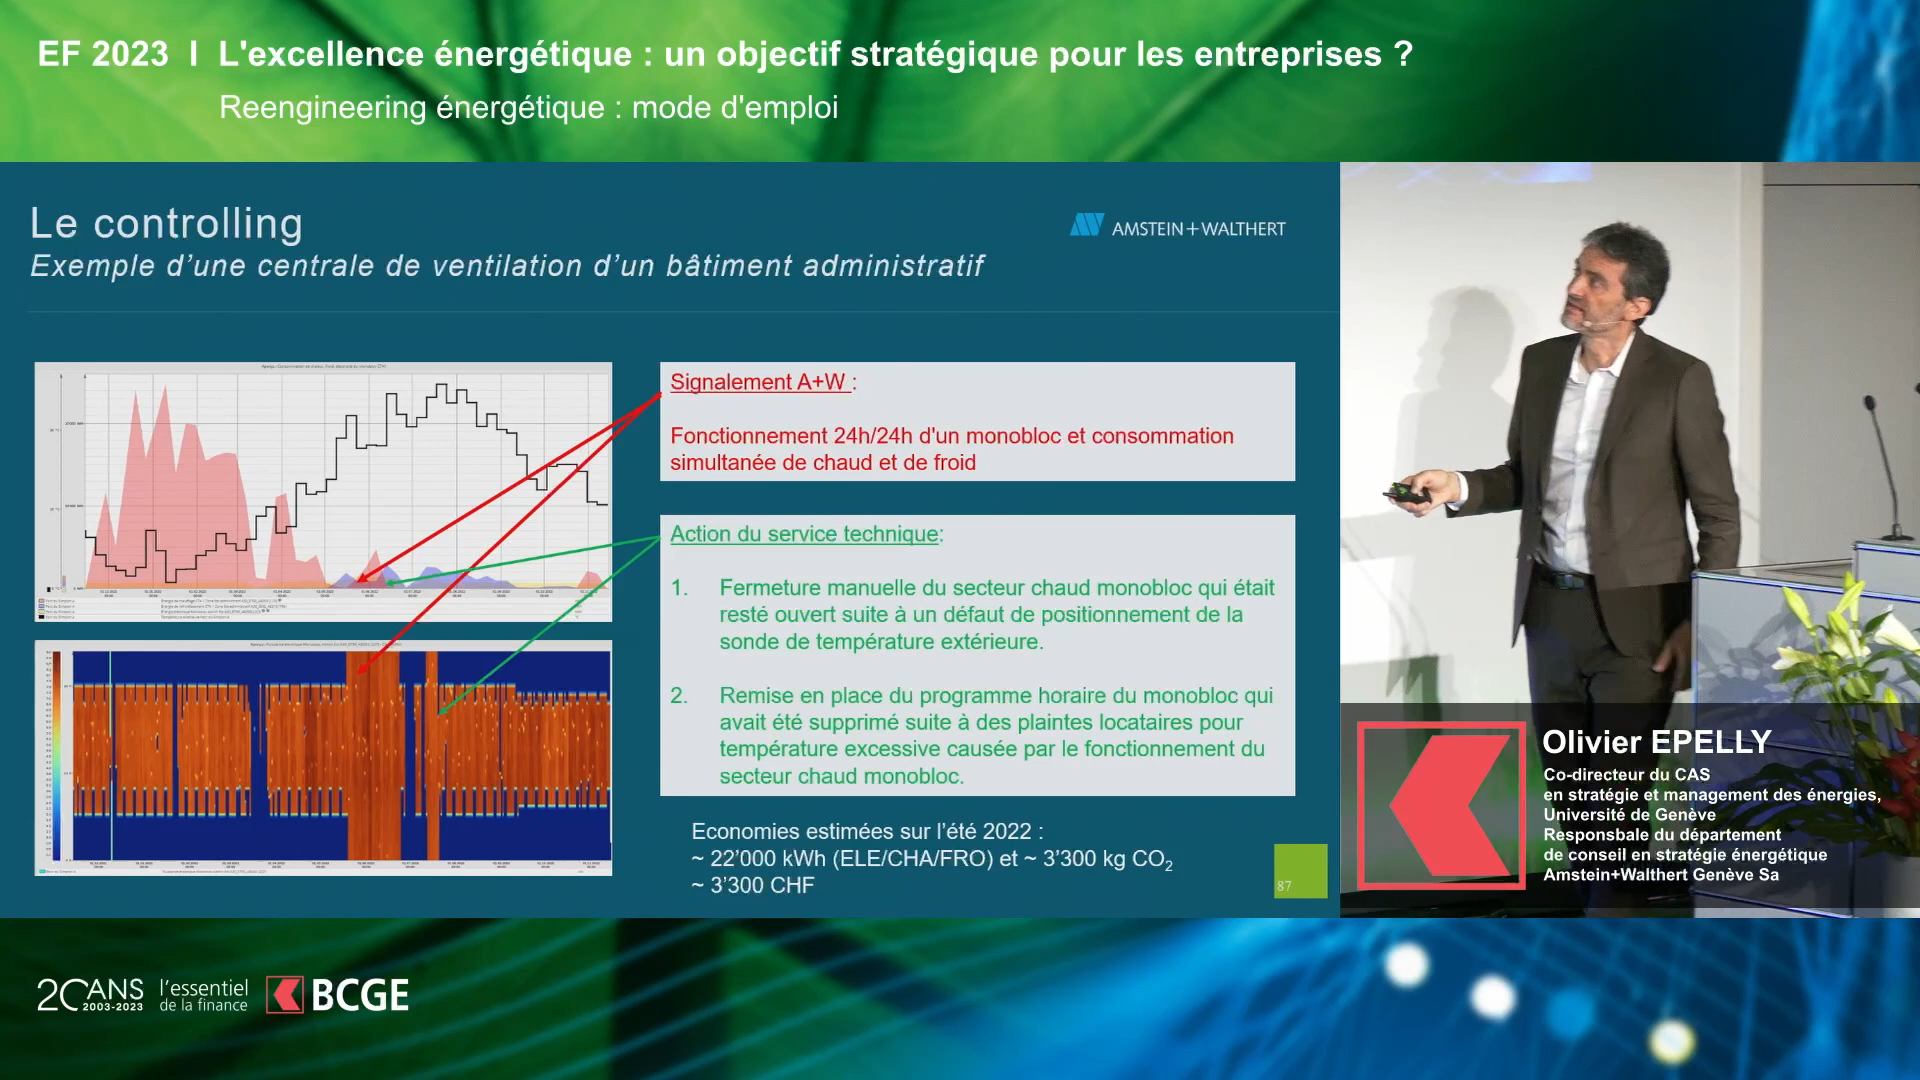 EF 2023 I L'excellence énergétique : un objectif stratégique pour les entreprises ?
Reengineering énergétique : mode d'emploi
Le controlling
Exemple d’une centrale de ventilation d’un bâtiment administratif
AMSTEIN+WALTHERT
Signalement A+W :
Fonctionnement 24h/24h d'un monobloc et consommation
simultanée de chaud et de froid
Action du service technique:
1. Fermeture manuelle du secteur chaud monobloc qui était
resté ouvert suite à un défaut de positionnement de la
sonde de température extérieure.
2. Remise en place du programme horaire du monobloc qui
avait été supprimé suite à des plaintes locataires pour
température excessive causée par le fonctionnement du
secteur chaud monobloc.
Economies estimées sur l’été 2022 :
~ 22’000 kWh (ELE/CHA/FRO) et ~ 3’300 kg CO2
~ 3’300 CHF
87
Olivier EPELLY
Co-directeur du CAS
en stratégie et management des énergies,
Université de Genève
Responsbale du département
de conseil en stratégie énergétique
Amstein+Walthert Genève Sa
20 ANS
2003-2023
l'essentiel
de la finance
BCGE